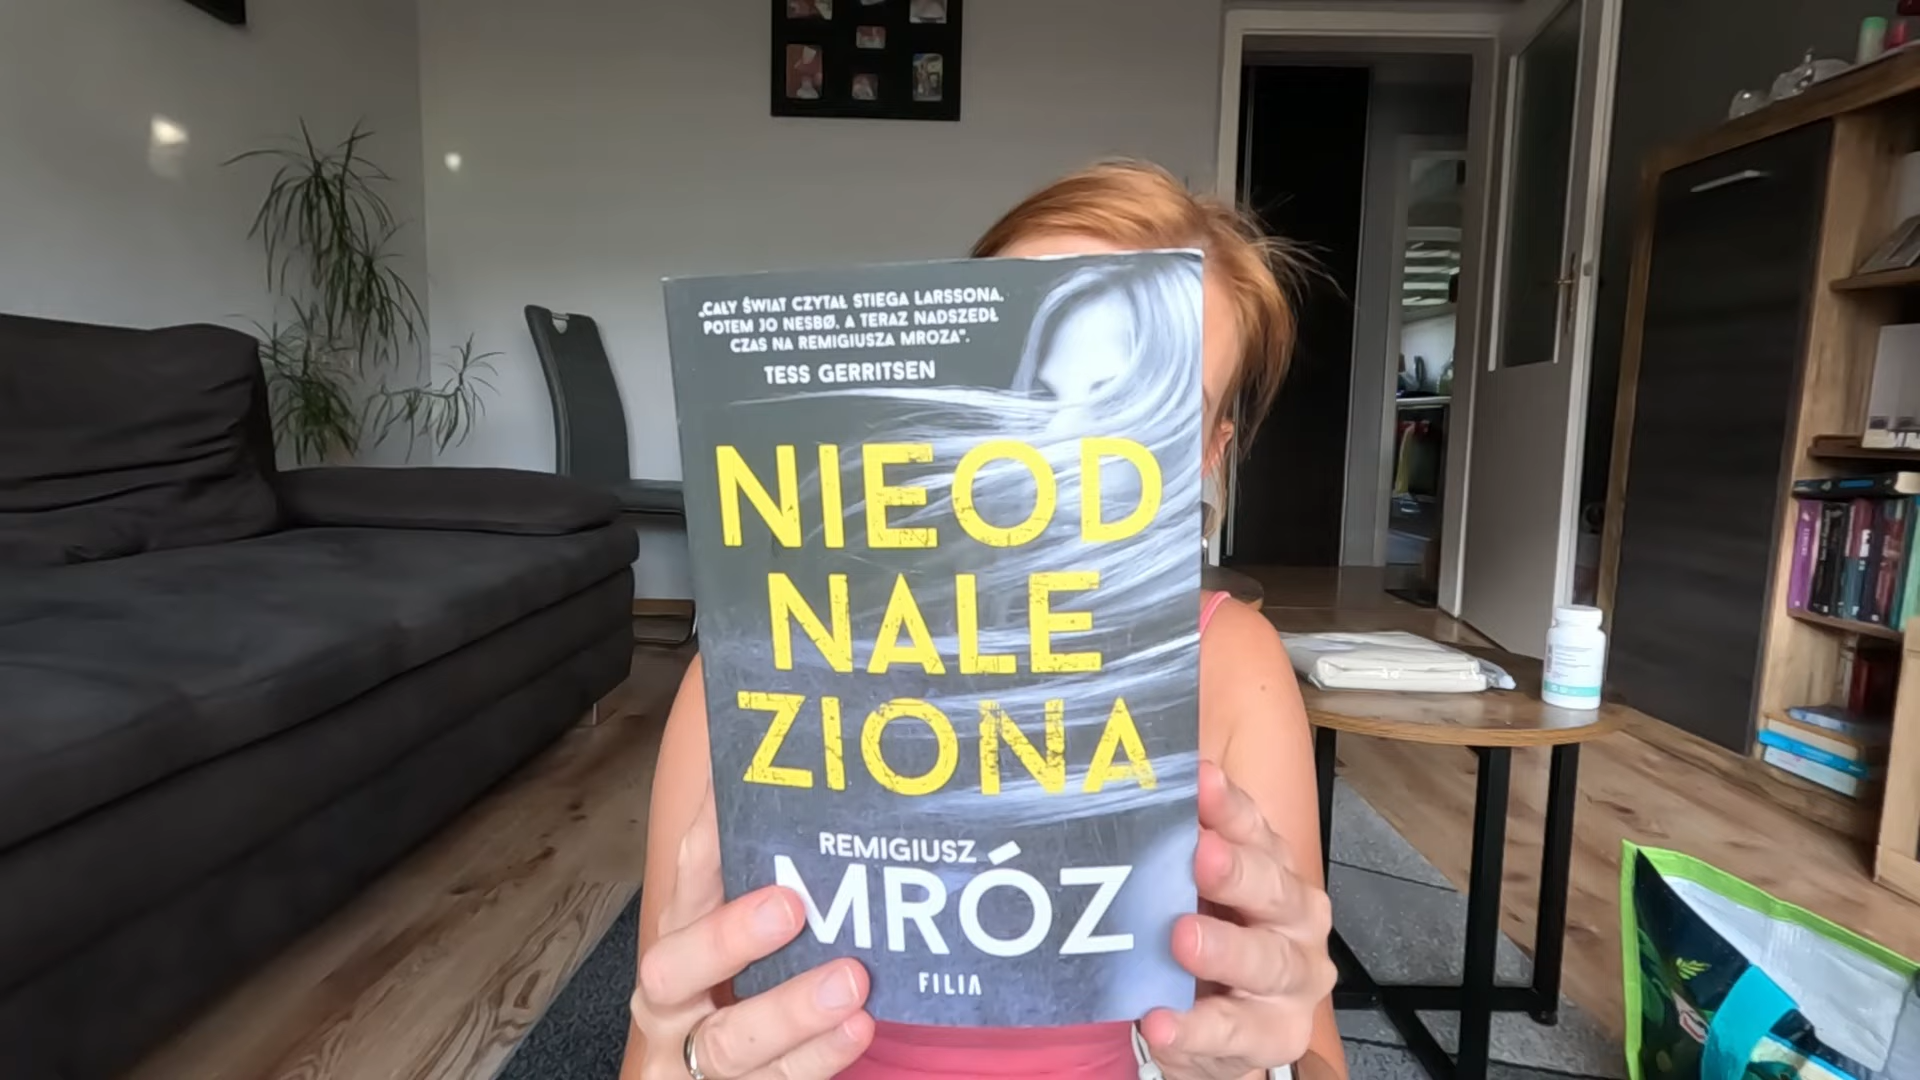 „CAŁY ŚWIAT CZYTAŁ STIEGA LARSSONA,
POTEM JO NESBØ, A TERAZ NADSZEDŁ
CZAS NA REMIGIUSZA MROZA”.
TESS GERRITSEN
NIEOD
NALE
ZIONA
REMIGIUSZ
MRÓZ
FILIA